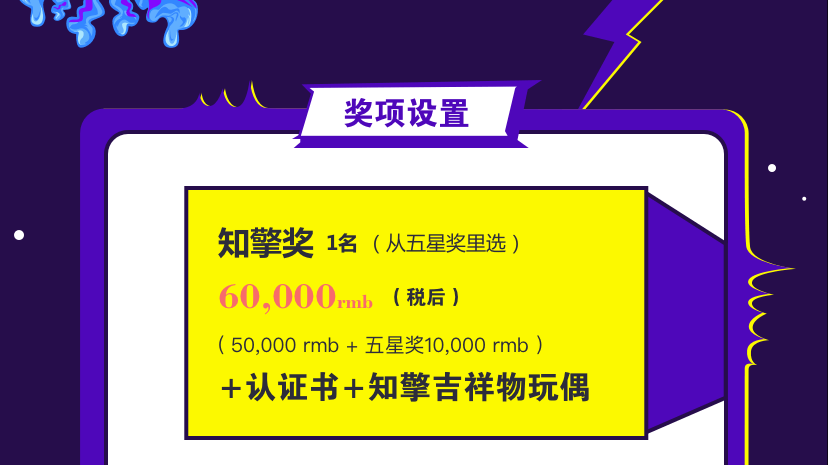 奖项设置
知擎奖 1名 （从五星奖里选）
60,000rmb （税后）
（50,000 rmb + 五星奖10,000 rmb）
+认证书+知擎吉祥物玩偶